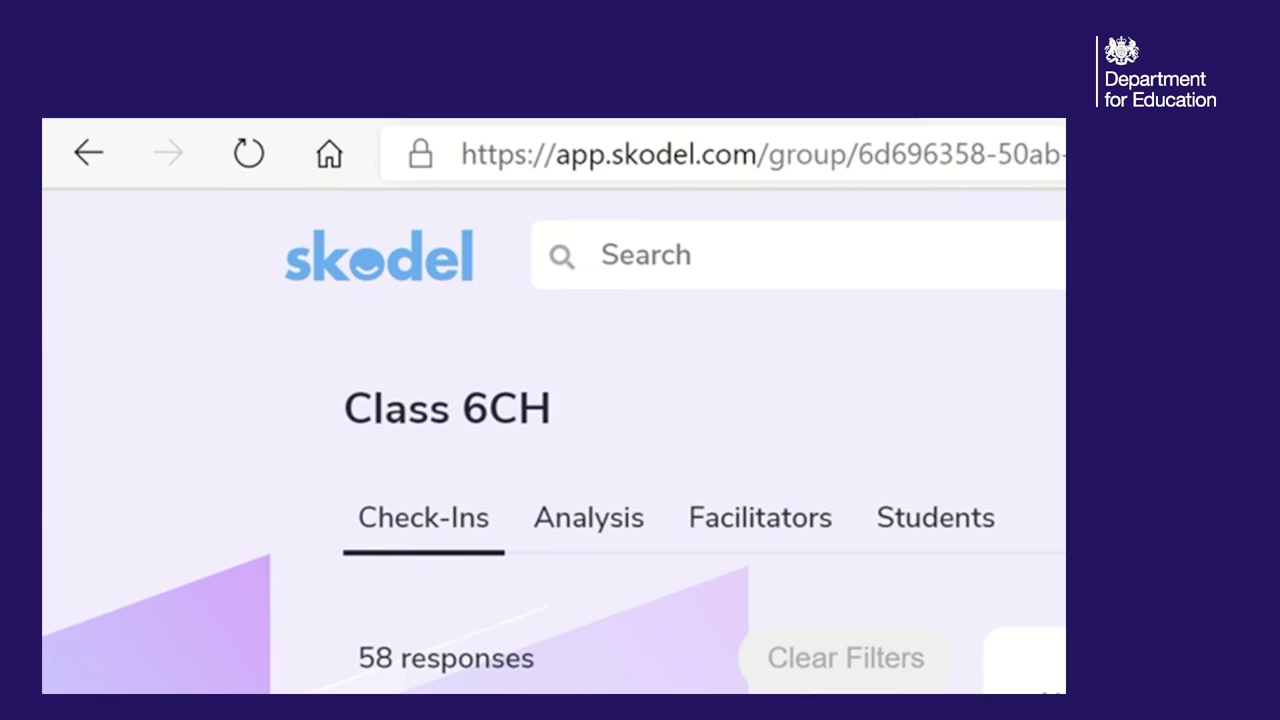 Department
for Education
https://app.skodel.com/group/6d696358-50ab-
skodel
Search
Class 6CH
Check-Ins Analysis Facilitators Students
58 responses
Clear Filters